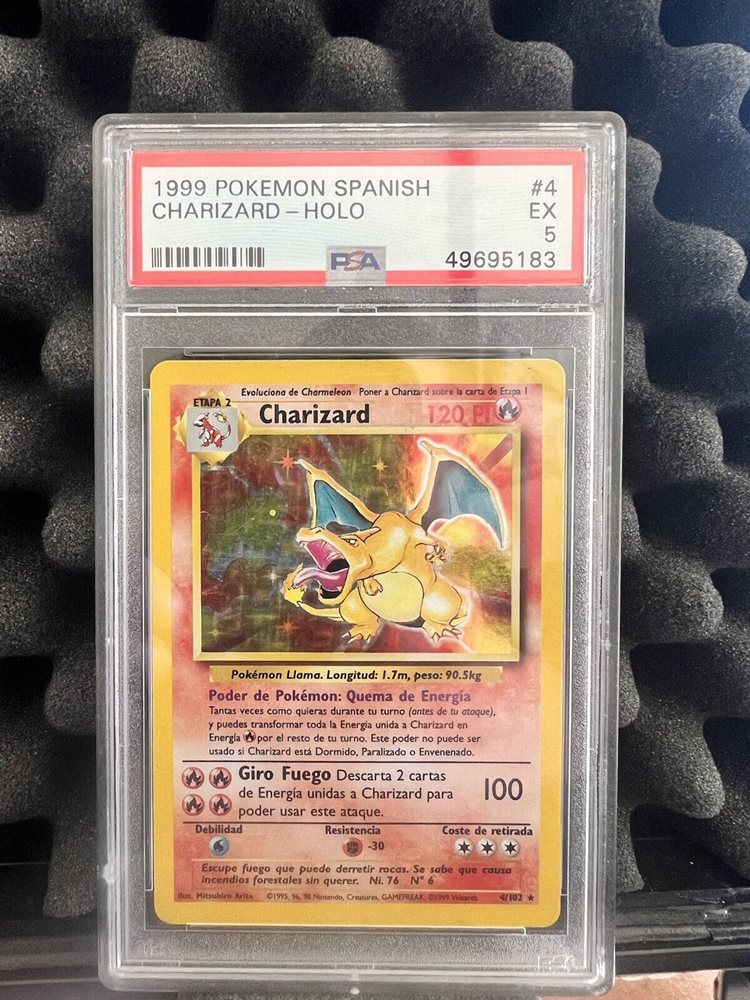 1999 POKEMON SPANISH #4
CHARIZARD – HOLO EX
5
PSA 49695183
Evoluciona de Charmeleon Poner a Charizard sobre la carta de Etapa 1
ETAPA 2
Charizard 120 PV
Pokémon Llama. Longitud: 1.7m, peso: 90.5kg
Poder de Pokémon: Quema de Energía
Tantas veces como quieras durante tu turno (antes de tu ataque),
y puedes transformar toda la Energía unida a Charizard en
Energía por el resto de tu turno. Este poder no puede ser
usado si Charizard está Dormido, Paralizado o Envenenado.
Giro Fuego Descarta 2 cartas
de Energía unidas a Charizard para 100
poder usar este ataque.
Debilidad Resistencia Coste de retirada
-30
Escupe fuego que puede derretir rocas. Se sabe que causa
incendios forestales sin querer. Ni. 76 N° 6
Ilus. Mitsuhiro Arita ©1995, 96, 98 Nintendo, Creatures, GAMEFREAK. ©1999 Wizards. 4/102 ★